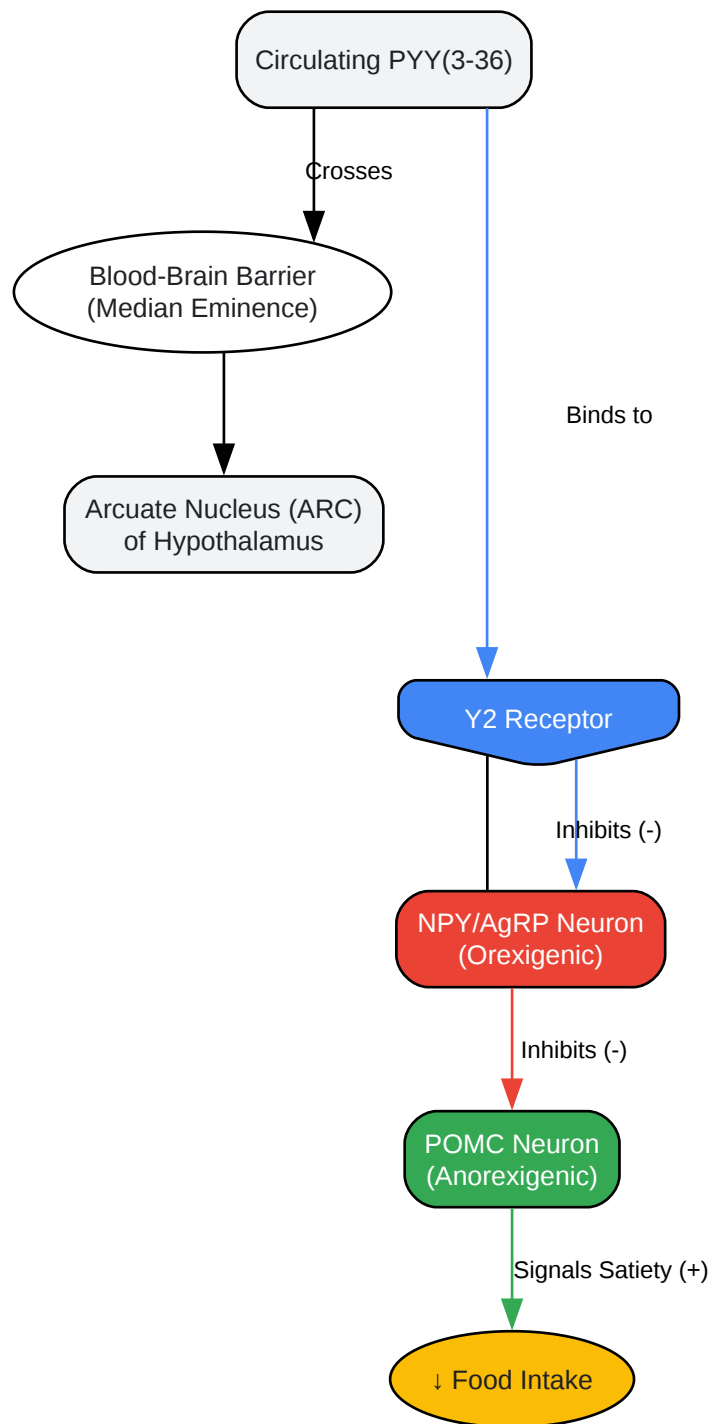 Circulating PYY(3-36)
Crosses
Blood-Brain Barrier
(Median Eminence)
Binds to
Arcuate Nucleus (ARC)
of Hypothalamus
Y2 Receptor
Inhibits (-)
NPY/AgRP Neuron
(Orexigenic)
Inhibits (-)
POMC Neuron
(Anorexigenic)
Signals Satiety (+)
↓ Food Intake